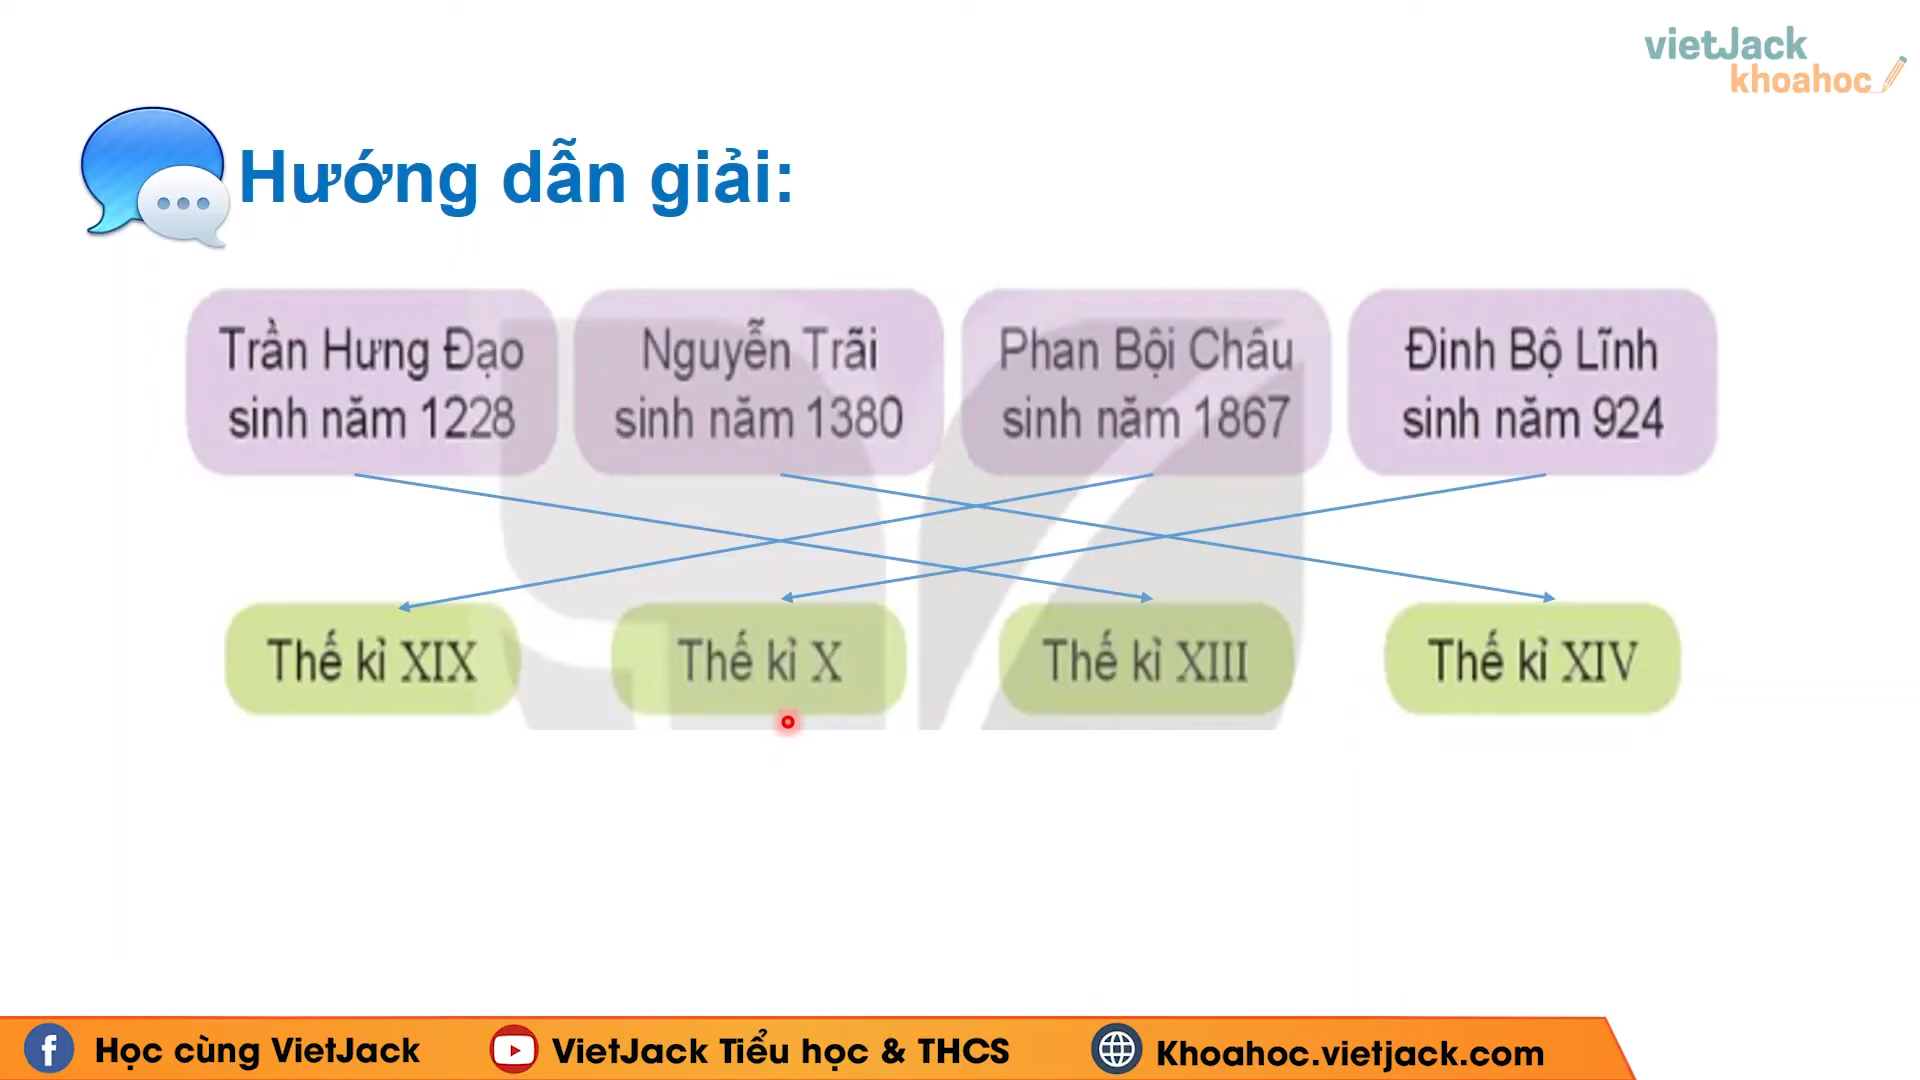 vietJack
khoahoc
Hướng dẫn giải:
Trần Hưng Đạo
sinh năm 1228
Nguyễn Trãi
sinh năm 1380
Phan Bội Châu
sinh năm 1867
Đinh Bộ Lĩnh
sinh năm 924
Thế kỉ XIX
Thế kỉ X
Thế kỉ XIII
Thế kỉ XIV
Học cùng VietJack
VietJack Tiểu học & THCS
Khoahoc.vietjack.com